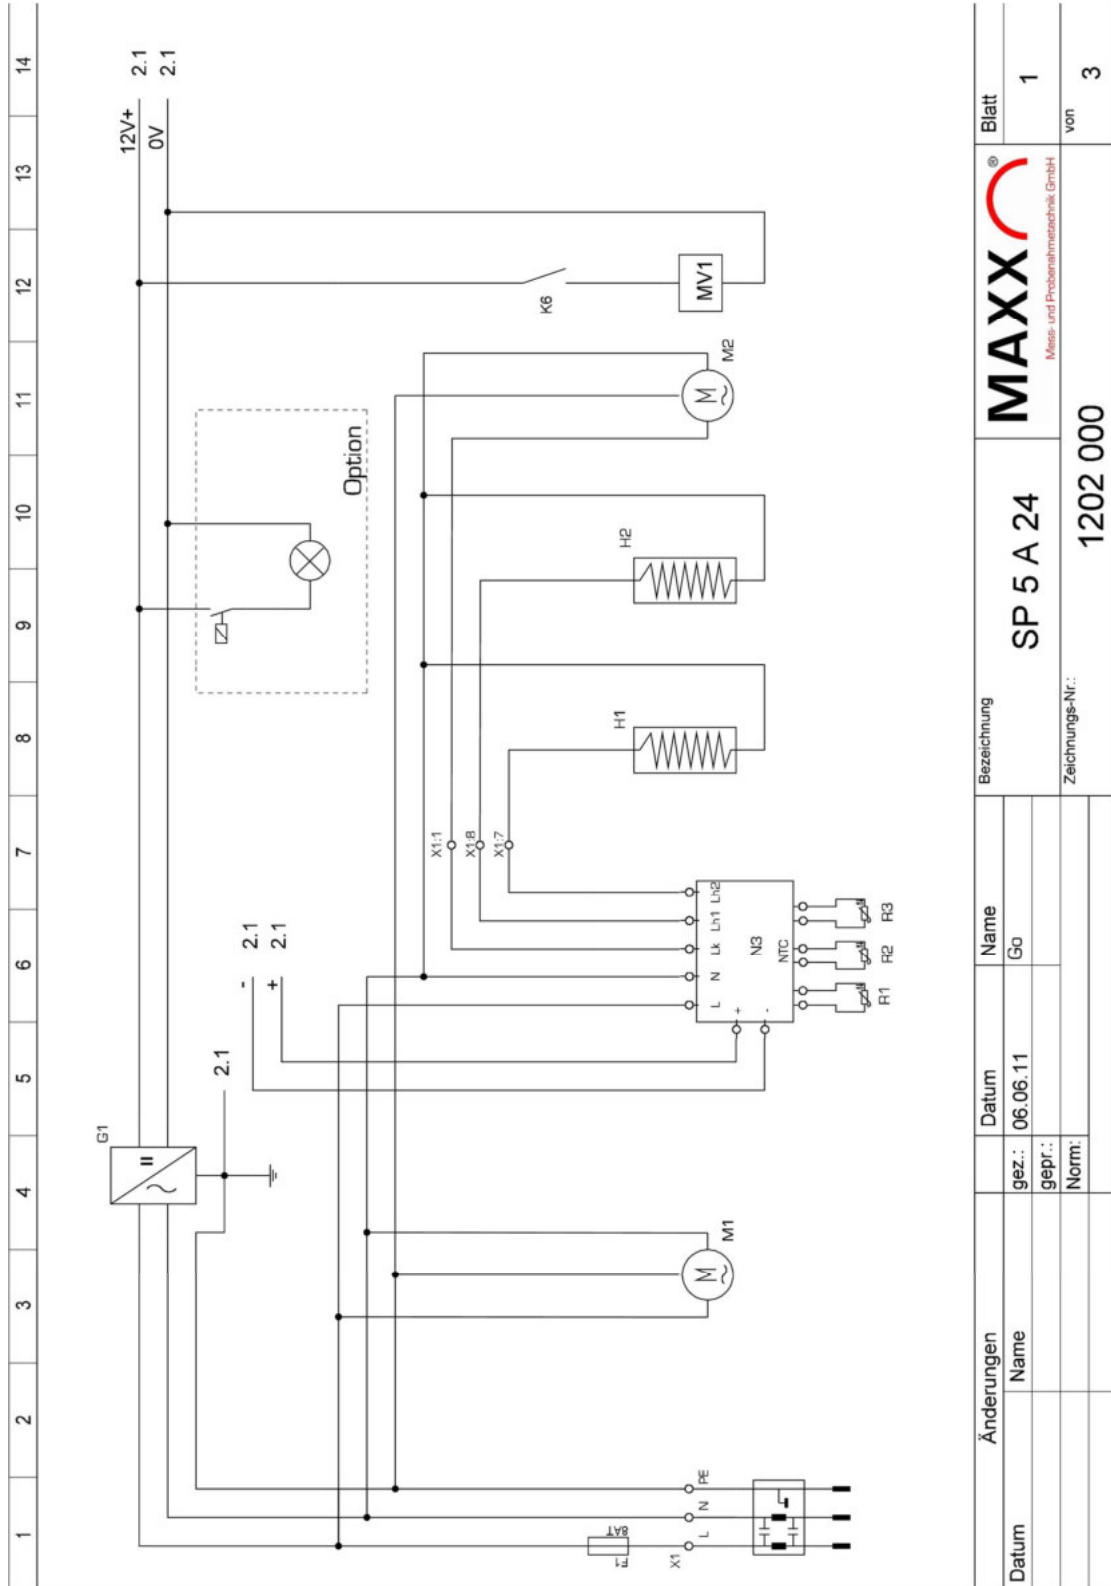 1 2 3 4 5 6 7 8 9 10 11 12 13 14
12V+ 2.1
0V 2.1
G1
2.1
- 2.1
+ 2.1
Option
K6
MV1
M2
M
H2
H1
X1:1
X1:8
X1:7
L N Lk Lh1 Lh2
+
-
N3
NTC
R1 R2 R3
M1
M
F1
8AT
X1
L N PE
Änderungen
Datum Name
Datum Name
gez.: 06.06.11 Go
gepr.:
Norm:
Bezeichnung
SP 5 A 24
Zeichnungs-Nr.:
1202 000
MAXX®
Mess- und Probenahmetechnik GmbH
Blatt
1
von
3